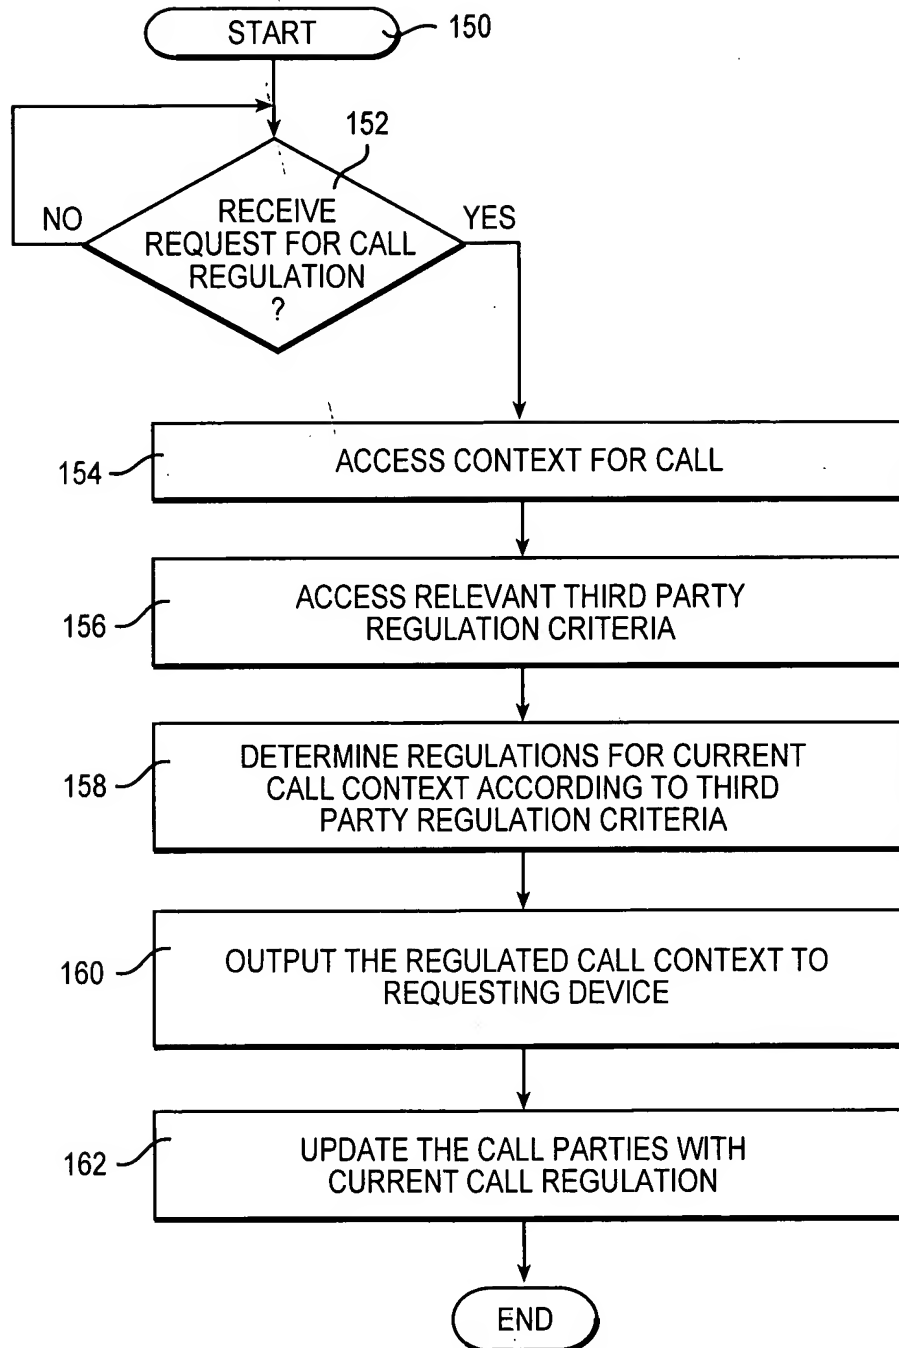 START
150
152
NO
YES
RECEIVE
REQUEST FOR CALL
REGULATION
?
154
ACCESS CONTEXT FOR CALL
156
ACCESS RELEVANT THIRD PARTY
REGULATION CRITERIA
158
DETERMINE REGULATIONS FOR CURRENT
CALL CONTEXT ACCORDING TO THIRD
PARTY REGULATION CRITERIA
160
OUTPUT THE REGULATED CALL CONTEXT TO
REQUESTING DEVICE
162
UPDATE THE CALL PARTIES WITH
CURRENT CALL REGULATION
END